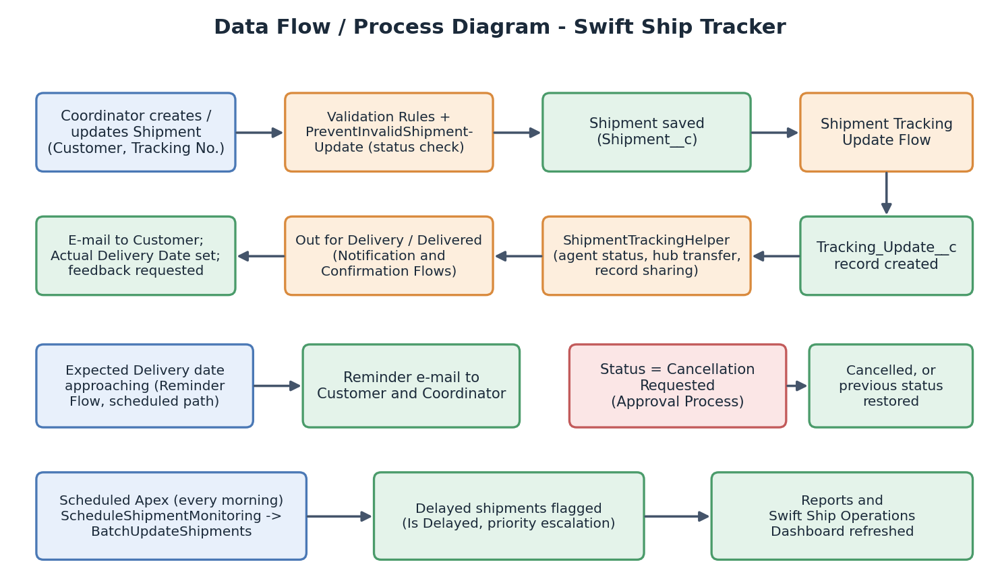 Data Flow / Process Diagram - Swift Ship Tracker
Coordinator creates /
updates Shipment
(Customer, Tracking No.)
Validation Rules +
PreventInvalidShipment-
Update (status check)
Shipment saved
(Shipment__c)
Shipment Tracking
Update Flow
E-mail to Customer;
Actual Delivery Date set;
feedback requested
Out for Delivery / Delivered
(Notification and
Confirmation Flows)
ShipmentTrackingHelper
(agent status, hub transfer,
record sharing)
Tracking_Update__c
record created
Expected Delivery date
approaching (Reminder
Flow, scheduled path)
Reminder e-mail to
Customer and Coordinator
Status = Cancellation
Requested
(Approval Process)
Cancelled, or
previous status
restored
Scheduled Apex (every morning)
ScheduleShipmentMonitoring ->
BatchUpdateShipments
Delayed shipments flagged
(Is Delayed, priority escalation)
Reports and
Swift Ship Operations
Dashboard refreshed